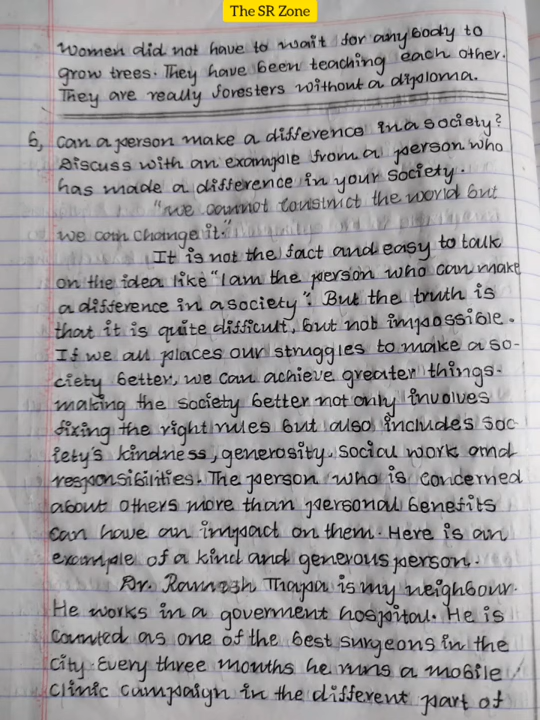 The SR Zone
women did not have to wait for anybody to
grow trees. They have been teaching each other.
They are really foresters without a diploma.
6, Can a person make a difference in a society?
Discuss with an example from a person who
has made a difference in your society.
"we cannot construct the world but
we can change it."
It is not the fact and easy to talk
on the idea like "I am the person who can make
a difference in a society". But the truth is
that it is quite difficult, but not impossible.
If we all places our struggles to make a so-
ciety better, we can achieve greater things.
making the society better not only involves
fixing the right rules but also includes soc-
iety's kindness, generosity, social work and
responsibilities. The person who is concerned
about others more than personal benefits
can have an impact on them. Here is an
example of a kind and generous person.
Dr. Ramesh Thapa is my neighbour.
He works in a goverment hospital. He is
counted as one of the best surgeons in the
city. Every three months he runs a mobile
clinic campaign in the different part of